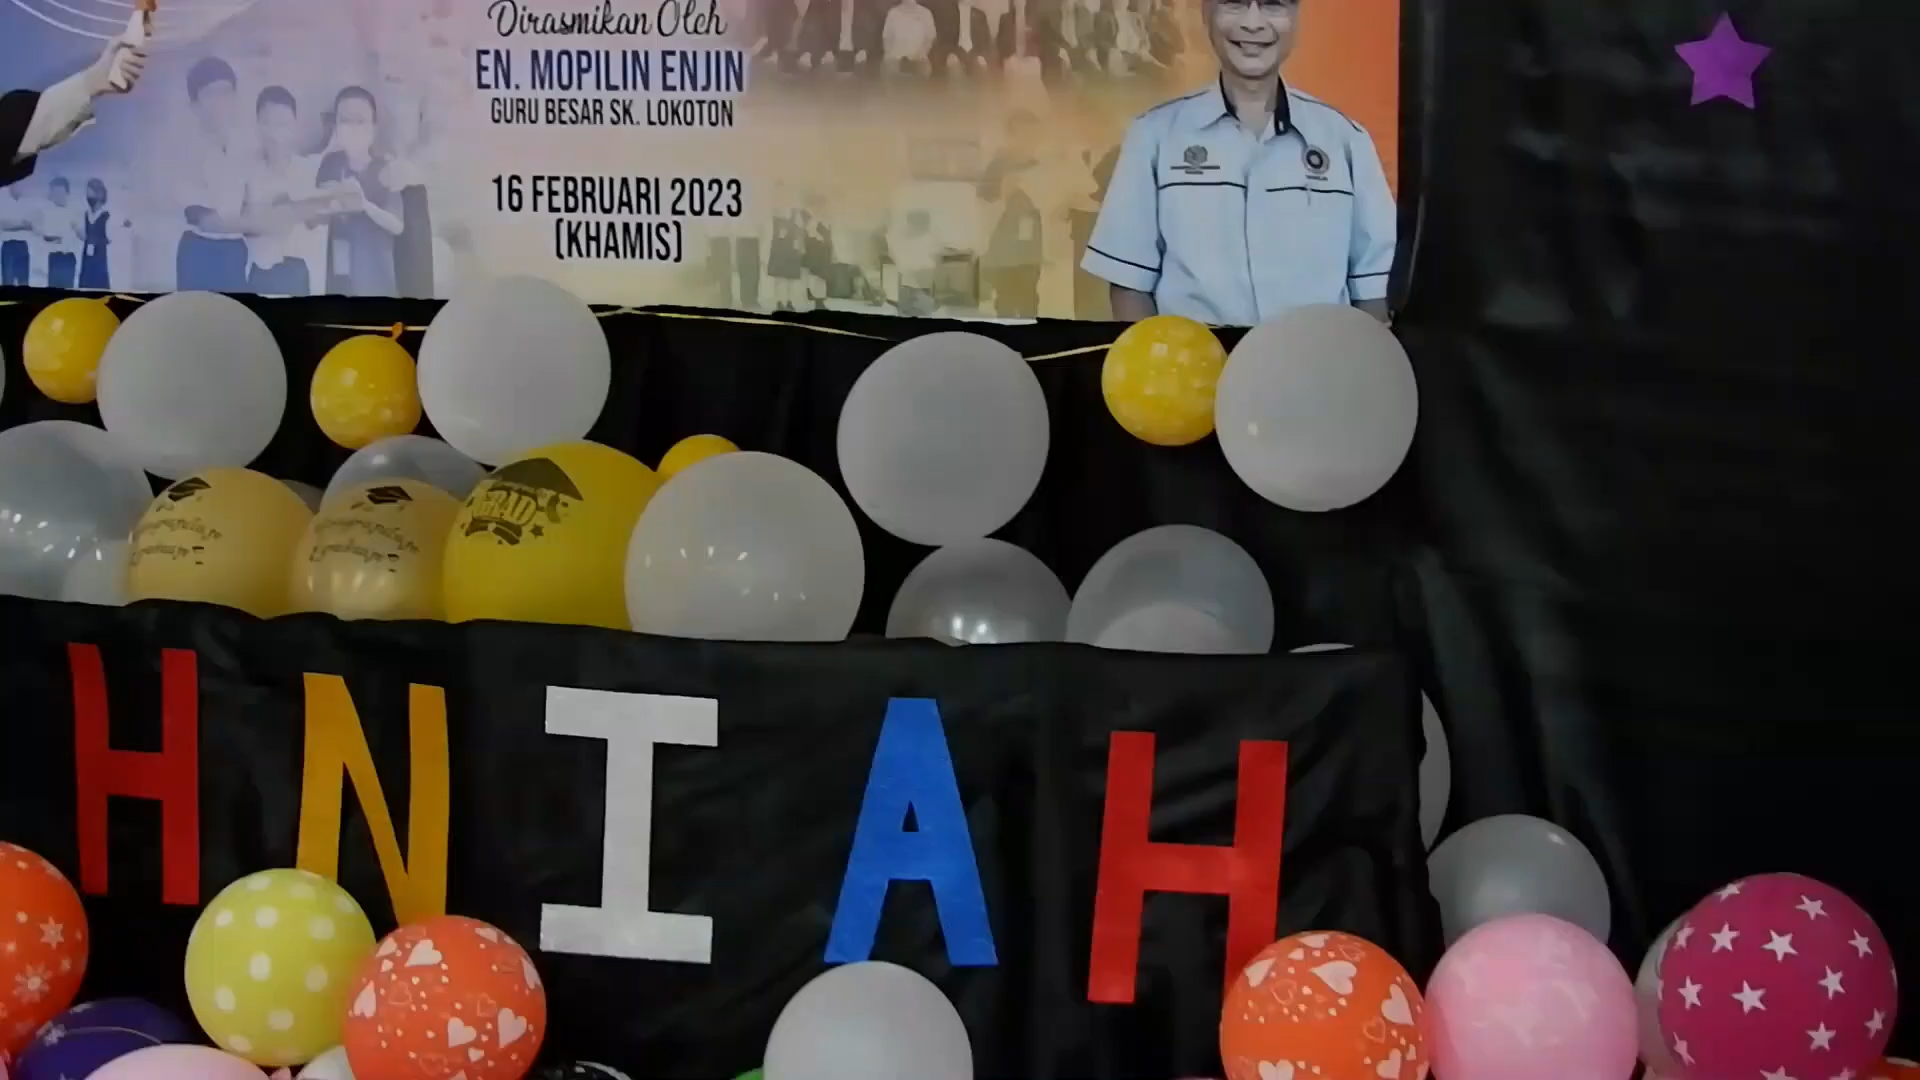 Dirasmikan Oleh
EN. MOPILIN ENJIN
GURU BESAR SK. LOKOTON
16 FEBRUARI 2023
(KHAMIS)
GRAD
HNIAH